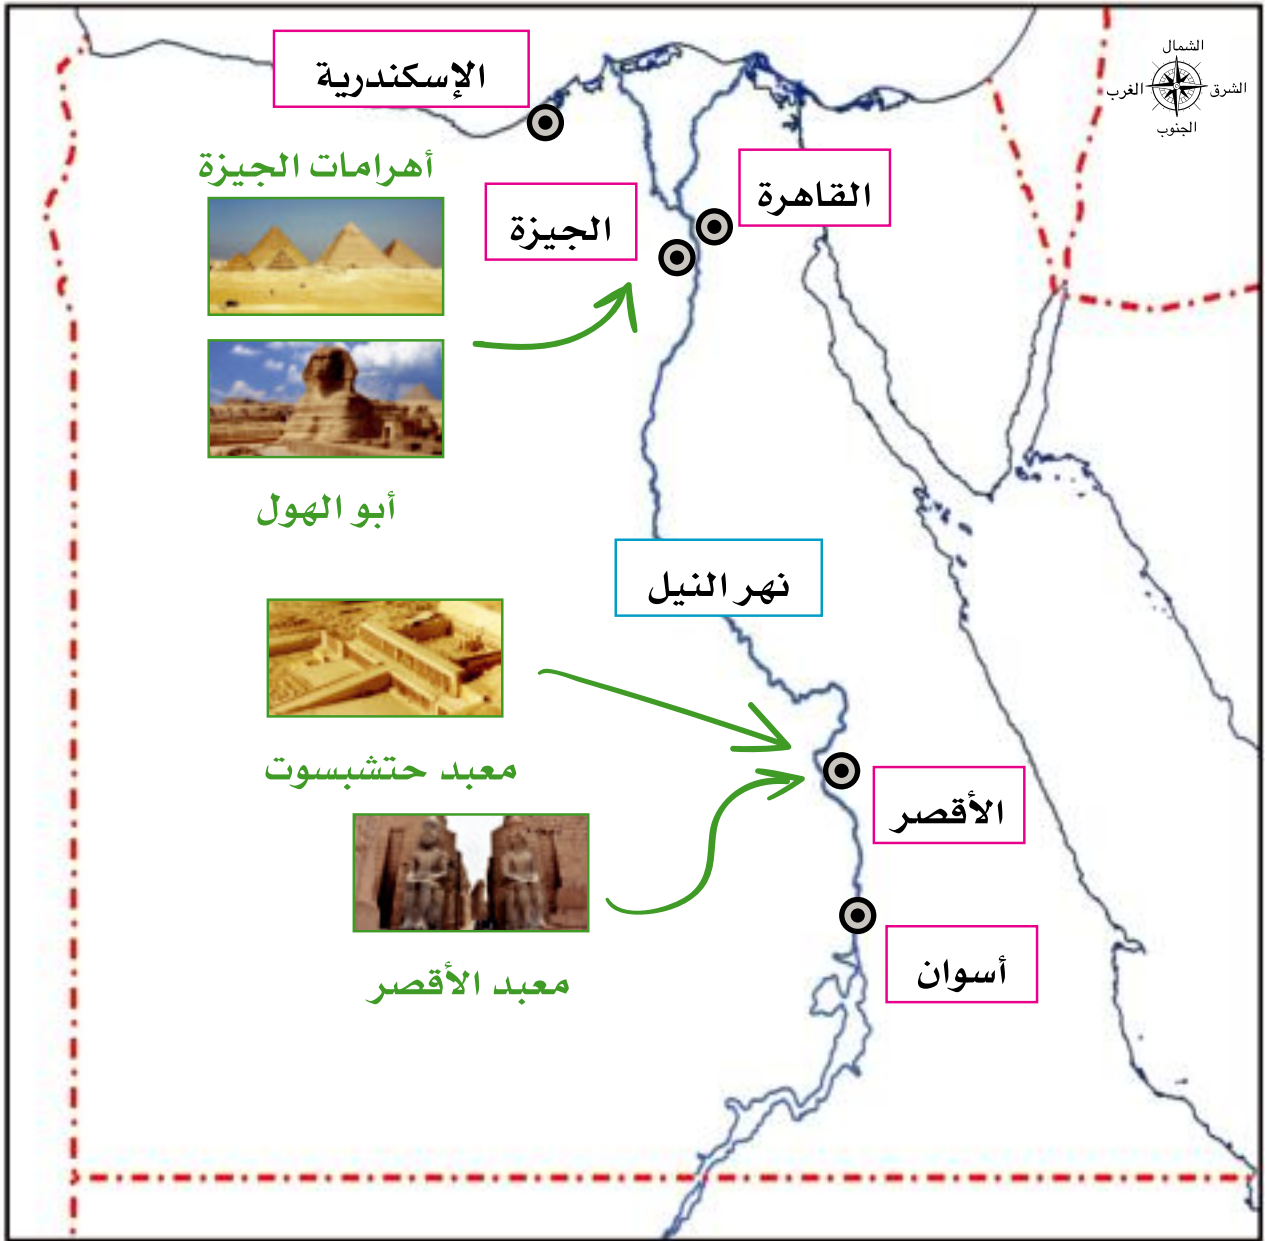 الشمال
الشرق
الغرب
الجنوب
الإسكندرية
أهرامات الجيزة
القاهرة
الجيزة
أبو الهول
نهر النيل
معبد حتشبسوت
الأقصر
معبد الأقصر
أسوان